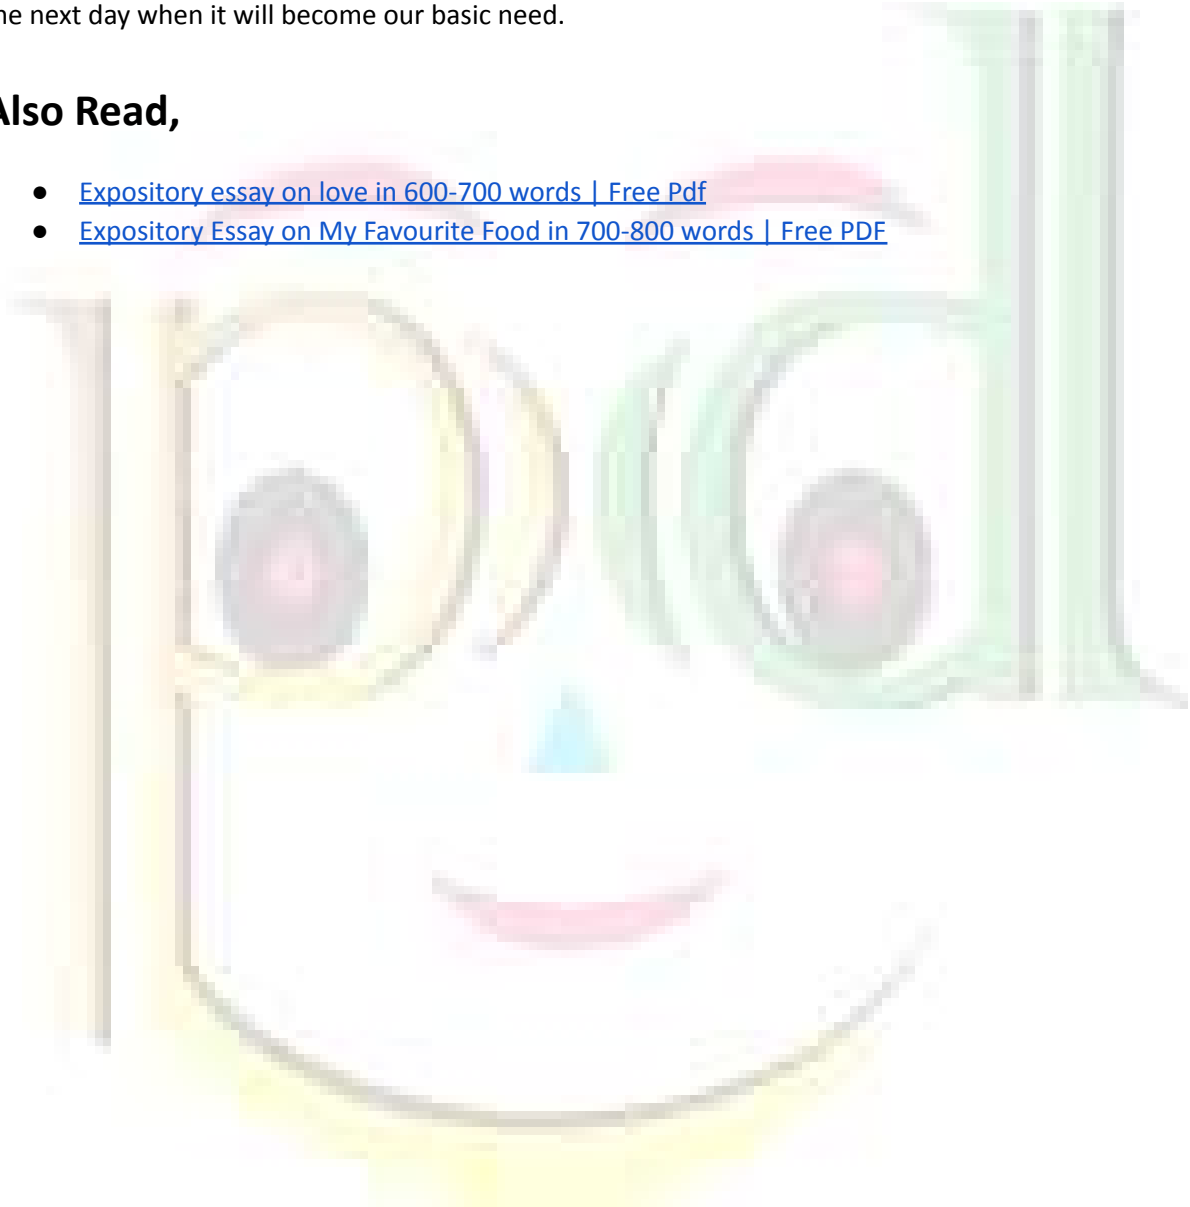 he next day when it will become our basic need.
Also Read,
● Expository essay on love in 600-700 words | Free Pdf
● Expository Essay on My Favourite Food in 700-800 words | Free PDF